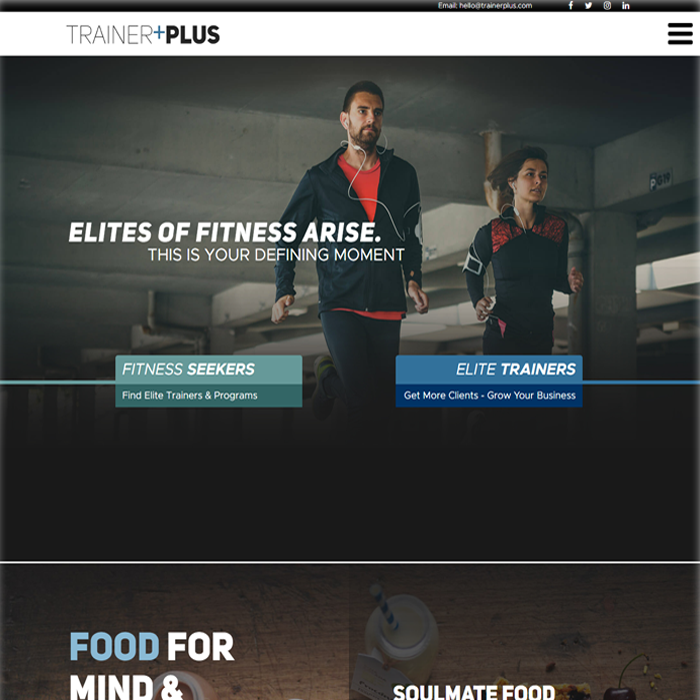 Email: hello@trainerplus.com
TRAINER+PLUS
P G19
ELITES OF FITNESS ARISE.
THIS IS YOUR DEFINING MOMENT
FITNESS SEEKERS
Find Elite Trainers & Programs
ELITE TRAINERS
Get More Clients - Grow Your Business
FOOD FOR
MIND &
SOULMATE FOOD